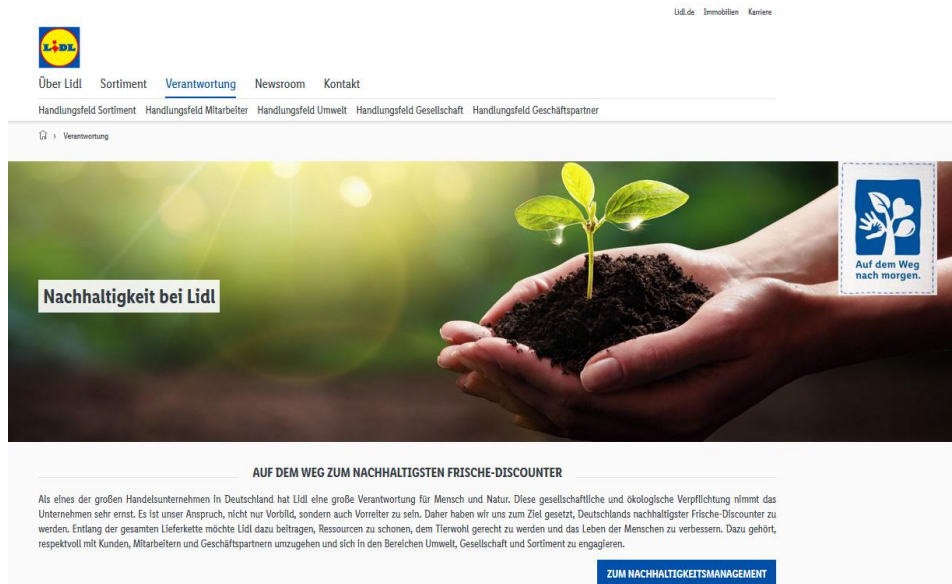 Lidl.de Immobilien Karriere
LIDL
Über Lidl Sortiment Verantwortung Newsroom Kontakt
Handlungsfeld Sortiment Handlungsfeld Mitarbeiter Handlungsfeld Umwelt Handlungsfeld Gesellschaft Handlungsfeld Geschäftspartner
› Verantwortung
Auf dem Weg
nach morgen.
Nachhaltigkeit bei Lidl
AUF DEM WEG ZUM NACHHALTIGSTEN FRISCHE-DISCOUNTER
Als eines der großen Handelsunternehmen in Deutschland hat Lidl eine große Verantwortung für Mensch und Natur. Diese gesellschaftliche und ökologische Verpflichtung nimmt das
Unternehmen sehr ernst. Es ist unser Anspruch, nicht nur Vorbild, sondern auch Vorreiter zu sein. Daher haben wir uns zum Ziel gesetzt, Deutschlands nachhaltigster Frische-Discounter zu
werden. Entlang der gesamten Lieferkette möchte Lidl dazu beitragen, Ressourcen zu schonen, dem Tierwohl gerecht zu werden und das Leben der Menschen zu verbessern. Dazu gehört,
respektvoll mit Kunden, Mitarbeitern und Geschäftspartnern umzugehen und sich in den Bereichen Umwelt, Gesellschaft und Sortiment zu engagieren.
ZUM NACHHALTIGKEITSMANAGEMENT